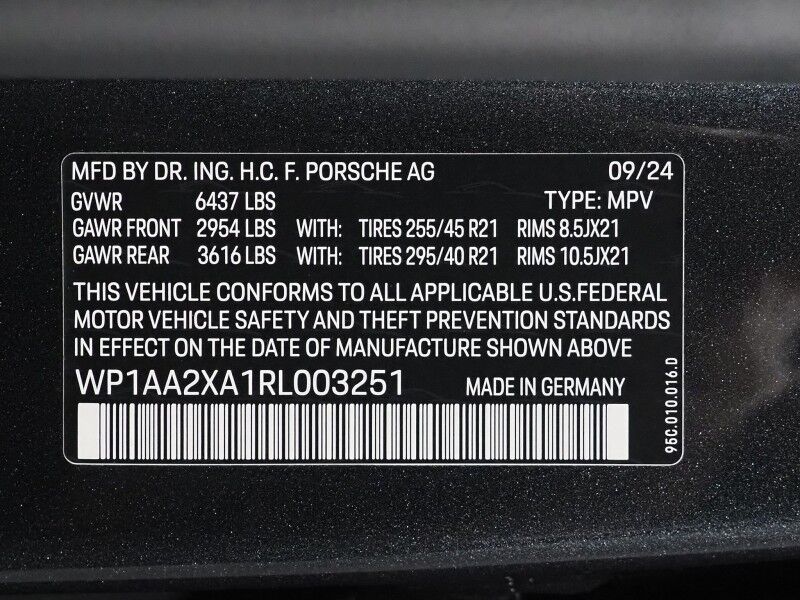 MFD BY DR. ING. H.C. F. PORSCHE AG 09/24
GVWR 6437 LBS TYPE: MPV
GAWR FRONT 2954 LBS WITH: TIRES 255/45 R21 RIMS 8.5JX21
GAWR REAR 3616 LBS WITH: TIRES 295/40 R21 RIMS 10.5JX21
THIS VEHICLE CONFORMS TO ALL APPLICABLE U.S.FEDERAL
MOTOR VEHICLE SAFETY AND THEFT PREVENTION STANDARDS
IN EFFECT ON THE DATE OF MANUFACTURE SHOWN ABOVE
WP1AA2XA1RL003251 MADE IN GERMANY
95C.010.016.D